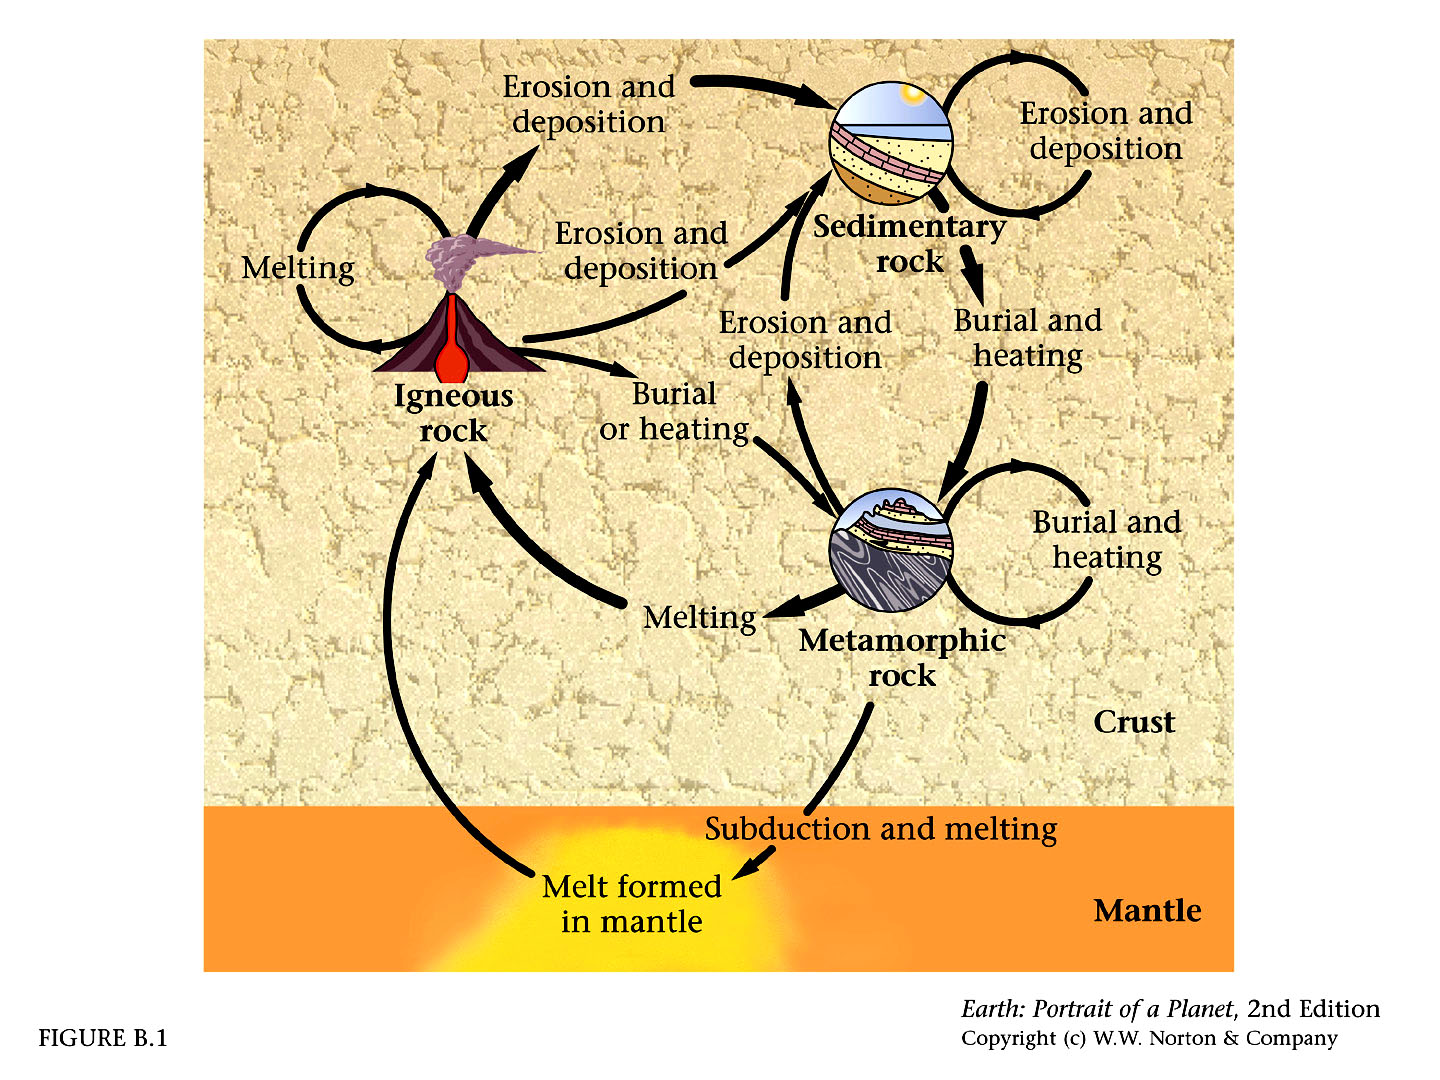 Erosion and
deposition
Erosion and
deposition
Melting
Erosion and
deposition
Sedimentary
rock
Erosion and
deposition
Burial and
heating
Igneous
rock
Burial
or heating
Burial and
heating
Melting
Metamorphic
rock
Crust
Subduction and melting
Melt formed
in mantle
Mantle
Earth: Portrait of a Planet, 2nd Edition
Copyright (c) W.W. Norton & Company
FIGURE B.1